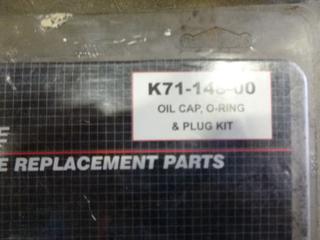 K71-148-00
OIL CAP, O-RING
& PLUG KIT
E REPLACEMENT PARTS